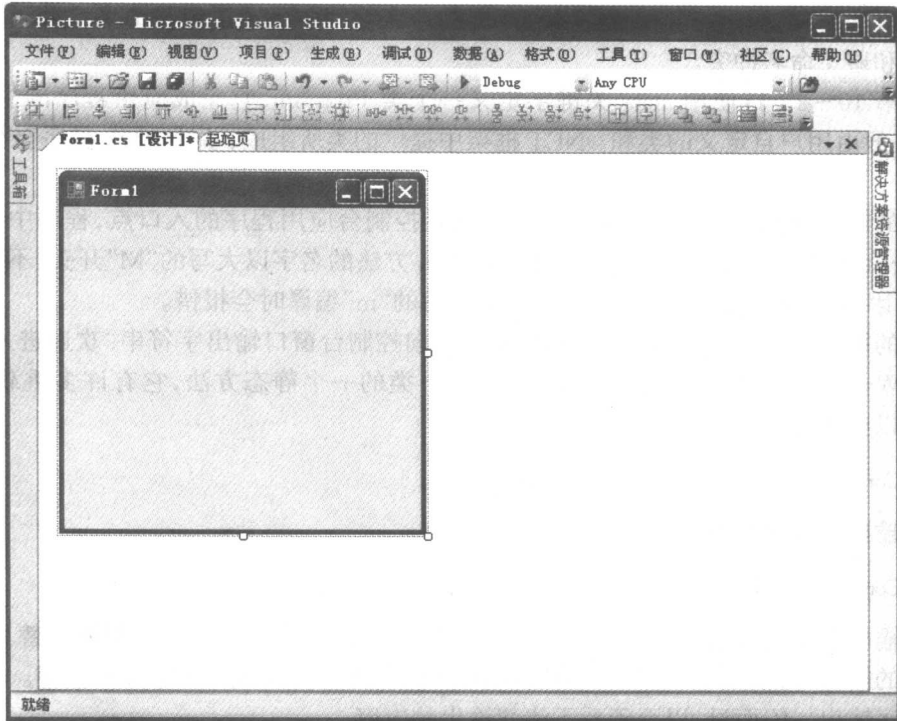 Picture - Microsoft Visual Studio
文件(F) 编辑(E) 视图(V) 项目(P) 生成(B) 调试(D) 数据(A) 格式(O) 工具(T) 窗口(W) 社区(C) 帮助(H)
Debug Any CPU
Form1.cs [设计]* 起始页
工具箱
Form1
解决方案资源管理器
就绪